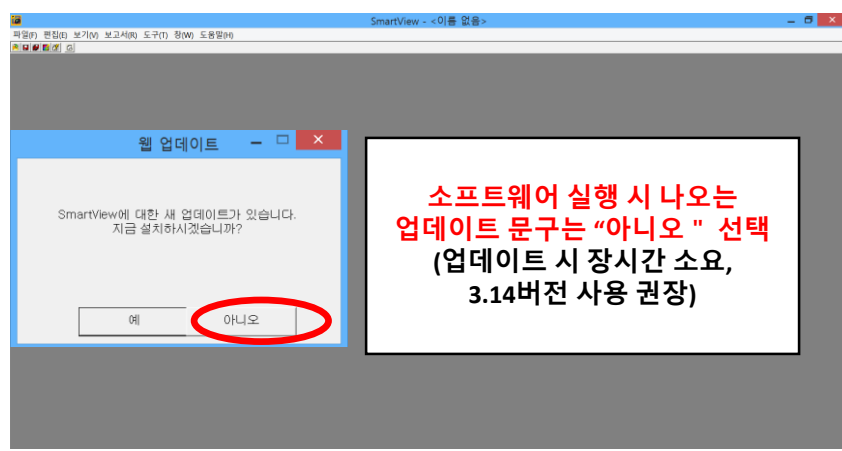 SmartView - <이름 없음>
파일(F) 편집(E) 보기(V) 보고서(R) 도구(T) 창(W) 도움말(H)
웹 업데이트
SmartView에 대한 새 업데이트가 있습니다.
지금 설치하시겠습니까?
예 아니오
소프트웨어 실행 시 나오는
업데이트 문구는 “아니오 " 선택
(업데이트 시 장시간 소요,
3.14버전 사용 권장)